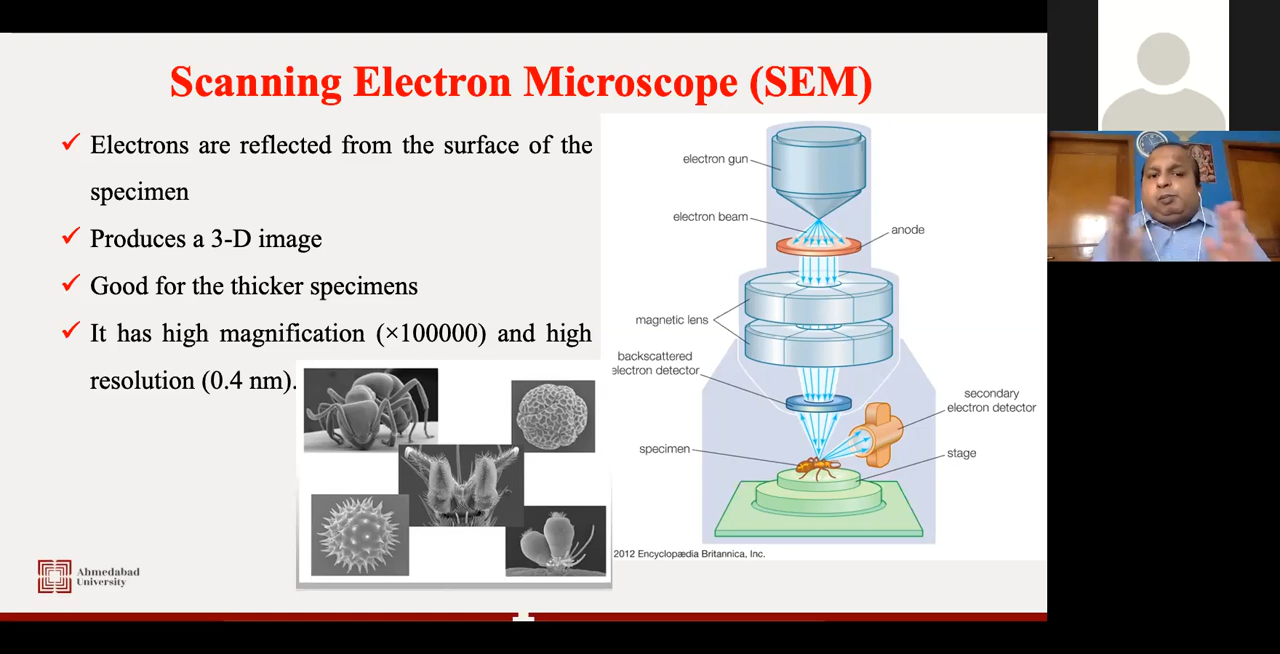 Scanning Electron Microscope (SEM)
✓ Electrons are reflected from the surface of the
specimen
✓ Produces a 3-D image
✓ Good for the thicker specimens
✓ It has high magnification (×100000) and high
resolution (0.4 nm).
electron gun
electron beam
anode
magnetic lens
backscattered
electron detector
secondary
electron detector
specimen
stage
2012 Encyclopædia Britannica, Inc.
Ahmedabad
University